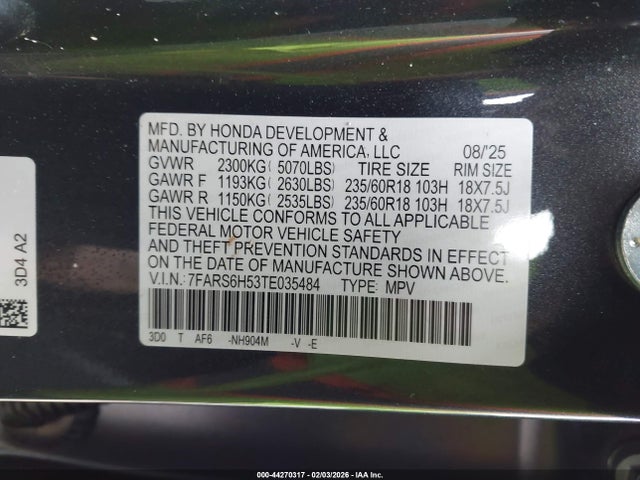 MFD. BY HONDA DEVELOPMENT &
MANUFACTURING OF AMERICA, LLC 08/'25
GVWR 2300KG( 5070LBS) TIRE SIZE RIM SIZE
GAWR F 1193KG( 2630LBS) 235/60R18 103H 18X7.5J
GAWR R 1150KG( 2535LBS) 235/60R18 103H 18X7.5J
THIS VEHICLE CONFORMS TO ALL APPLICABLE
FEDERAL MOTOR VEHICLE SAFETY
AND THEFT PREVENTION STANDARDS IN EFFECT
ON THE DATE OF MANUFACTURE SHOWN ABOVE.
V.I.N.: 7FARS6H53TE035484 TYPE: MPV
3D0 T AF6 -NH904M -V -E
3D4 A2
000-44270317 - 02/03/2026 - IAA Inc.